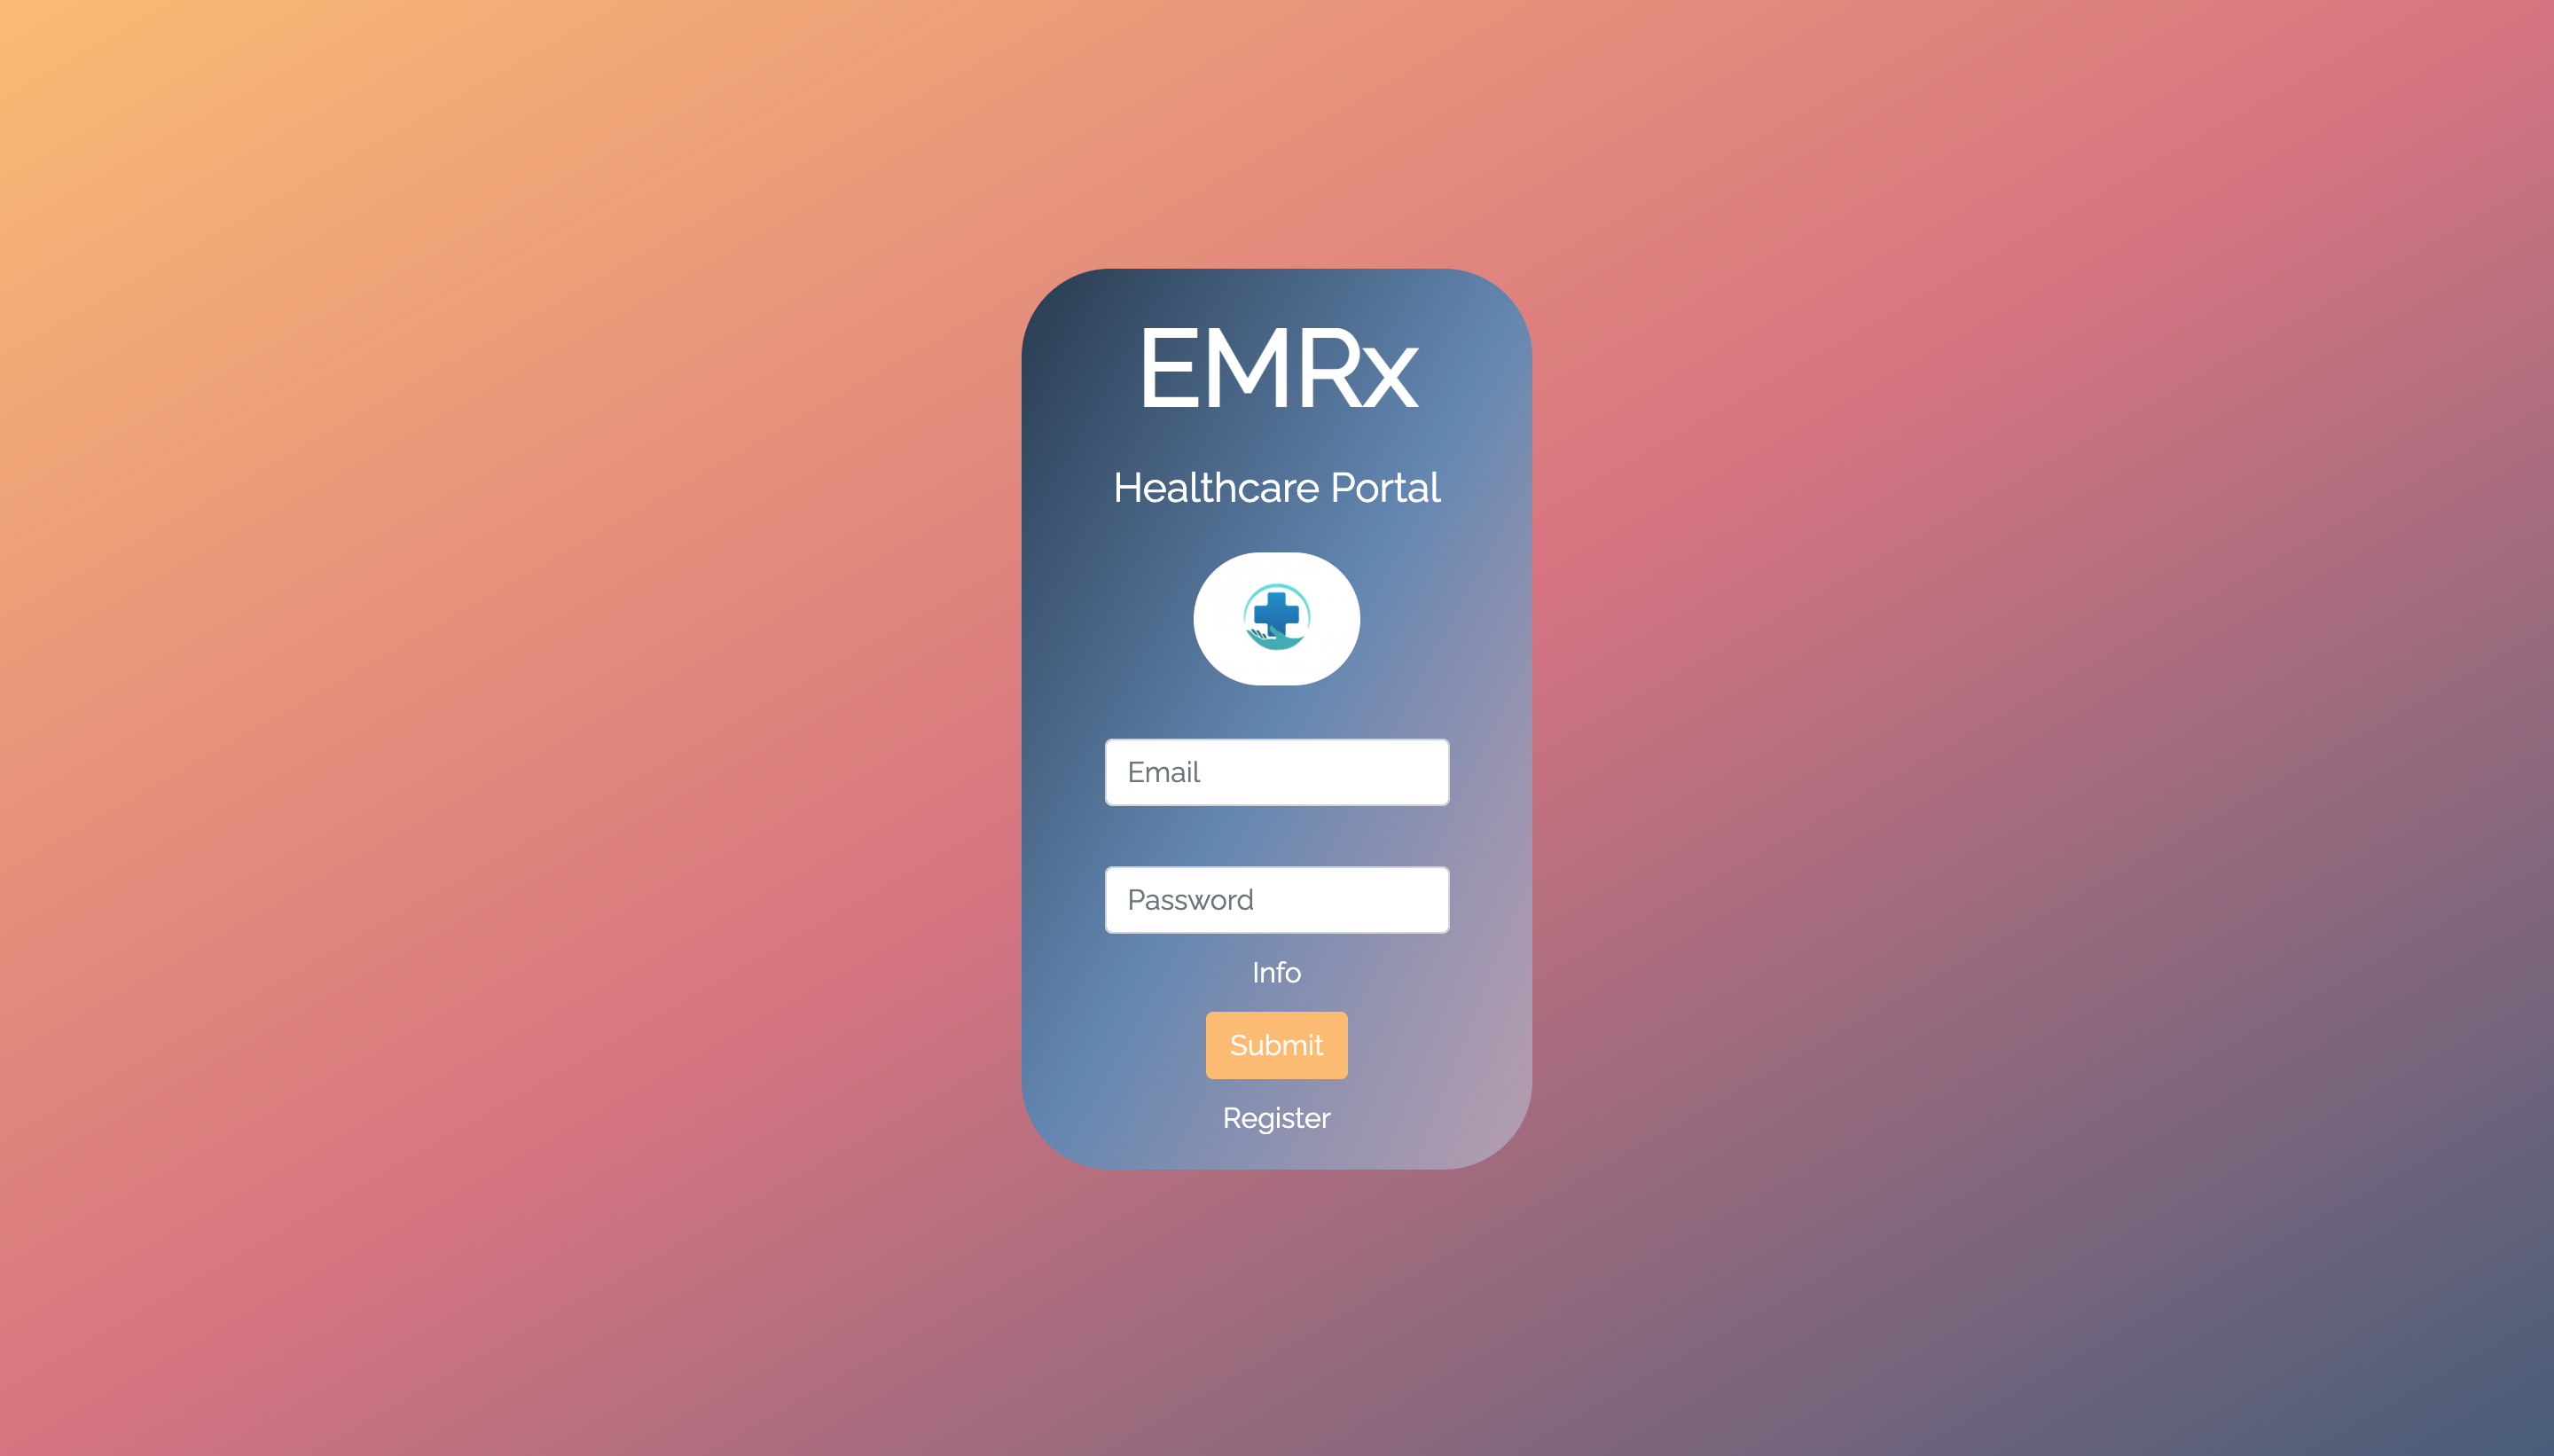 EMRx
Healthcare Portal
Email
Password
Info
Submit
Register